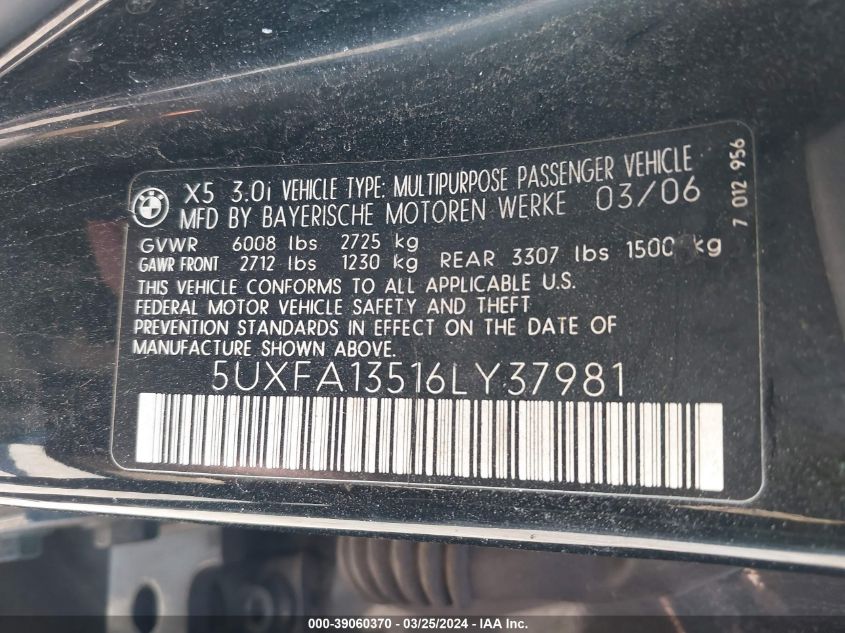 X5 3.0i VEHICLE TYPE: MULTIPURPOSE PASSENGER VEHICLE
MFD BY BAYERISCHE MOTOREN WERKE 03/06
GVWR 6008 lbs 2725 kg
GAWR FRONT 2712 lbs 1230 kg REAR 3307 lbs 1500 kg
THIS VEHICLE CONFORMS TO ALL APPLICABLE U.S.
FEDERAL MOTOR VEHICLE SAFETY AND THEFT
PREVENTION STANDARDS IN EFFECT ON THE DATE OF
MANUFACTURE SHOWN ABOVE.
5UXFA13516LY37981
7 012 956
000-39060370 - 03/25/2024 - IAA, Inc.